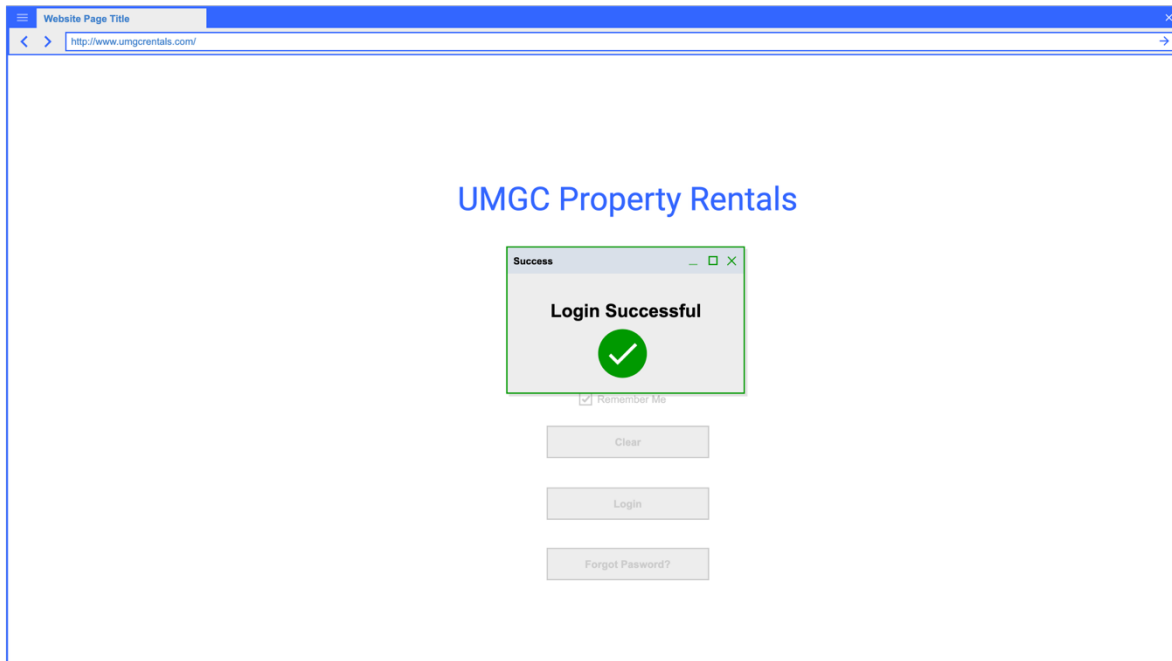 Website Page Title
http://www.umgcrentals.com/
UMGC Property Rentals
Success
Login Successful
Remember Me
Clear
Login
Forgot Pasword?